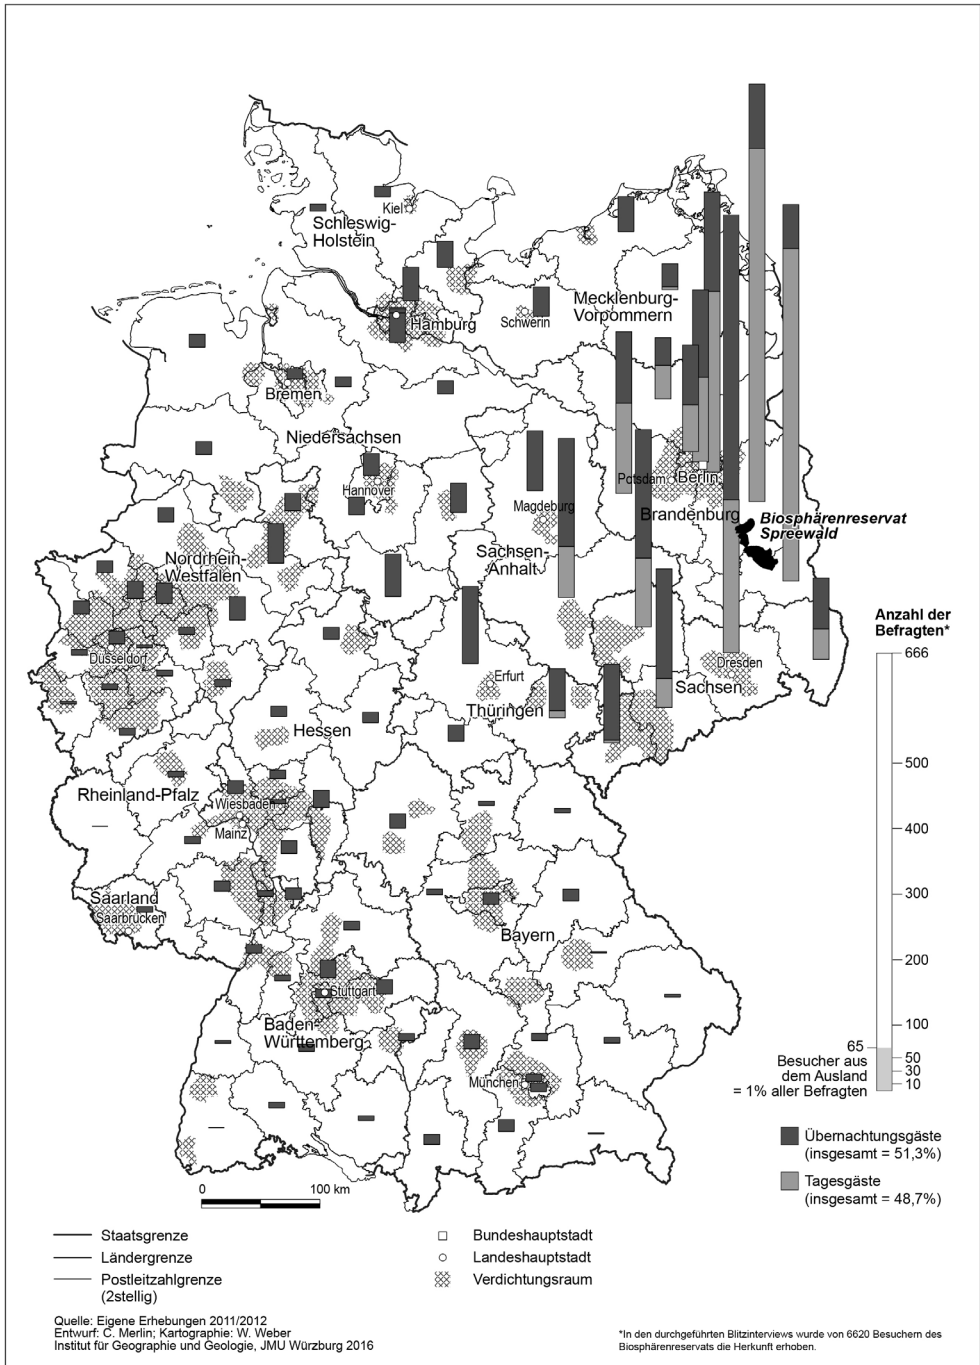 Kiel
Schleswig-
Holstein
Mecklenburg-
Vorpommern
Schwerin
Hamburg
Bremen
Niedersachsen
Hannover
Magdeburg
Potsdam
Berlin
Brandenburg
Biosphärenreservat
Spreewald
Sachsen-
Anhalt
Nordrhein-
Westfalen
Düsseldorf
Dresden
Sachsen
Erfurt
Thüringen
Hessen
Rheinland-Pfalz
Wiesbaden
Mainz
Saarland
Saarbrücken
Bayern
Stuttgart
Baden-
Württemberg
München
Anzahl der
Befragten*
666
500
400
300
200
100
65
50
30
10
Besucher aus
dem Ausland
= 1% aller Befragten
Übernachtungsgäste
(insgesamt = 51,3%)
Tagesgäste
(insgesamt = 48,7%)
0 100 km
Staatsgrenze
Ländergrenze
Postleitzahlgrenze
(2stellig)
Bundeshauptstadt
Landeshauptstadt
Verdichtungsraum
Quelle: Eigene Erhebungen 2011/2012
Entwurf: C. Merlin; Kartographie: W. Weber
Institut für Geographie und Geologie, JMU Würzburg 2016
*In den durchgeführten Blitzinterviews wurde von 6620 Besuchern des
Biosphärenreservats die Herkunft erhoben.